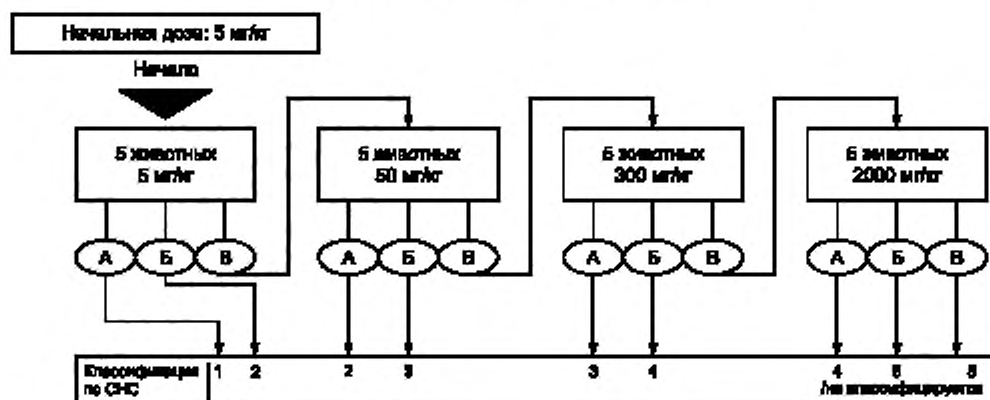 Начальная доза: 5 мг/кг
Начало
5 животных
5 мг/кг
5 животных
50 мг/кг
5 животных
300 мг/кг
5 животных
2000 мг/кг
А Б В А Б В А Б В А Б В
Классификация
по СНС
1 2 2 3 3 4 4 5 5
/не классифицируется